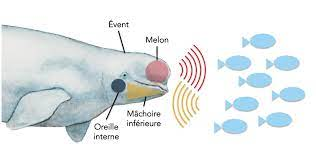 Évent
Melon
Oreille
interne
Mâchoire
inférieure